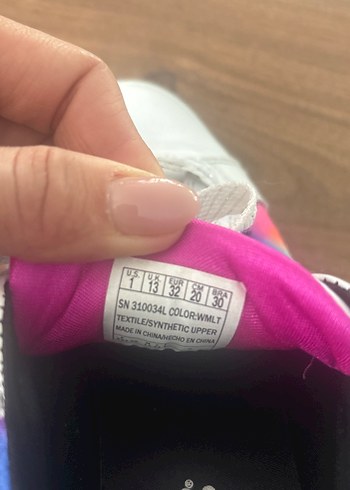 U.S. U.K. EUR CM BRA
1 13 32 20 30
SN 310034L COLOR:WMLT
TEXTILE/SYNTHETIC UPPER
MADE IN CHINA/HECHO EN CHINA